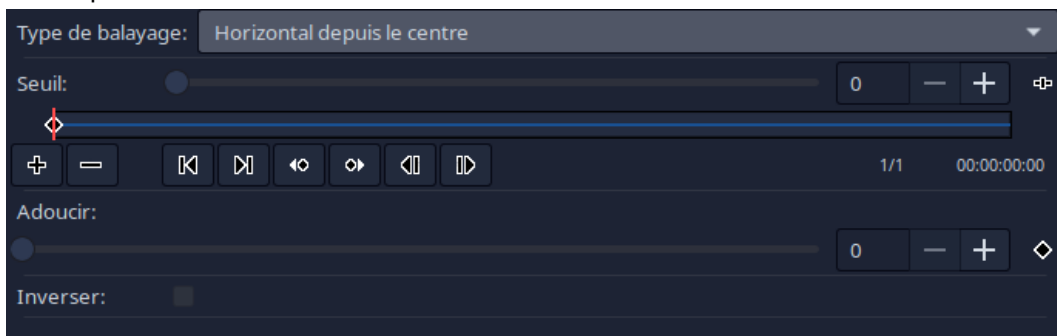 Type de balayage: Horizontal depuis le centre
Seuil: 0
1/1 00:00:00:00
Adoucir:
0
Inverser: